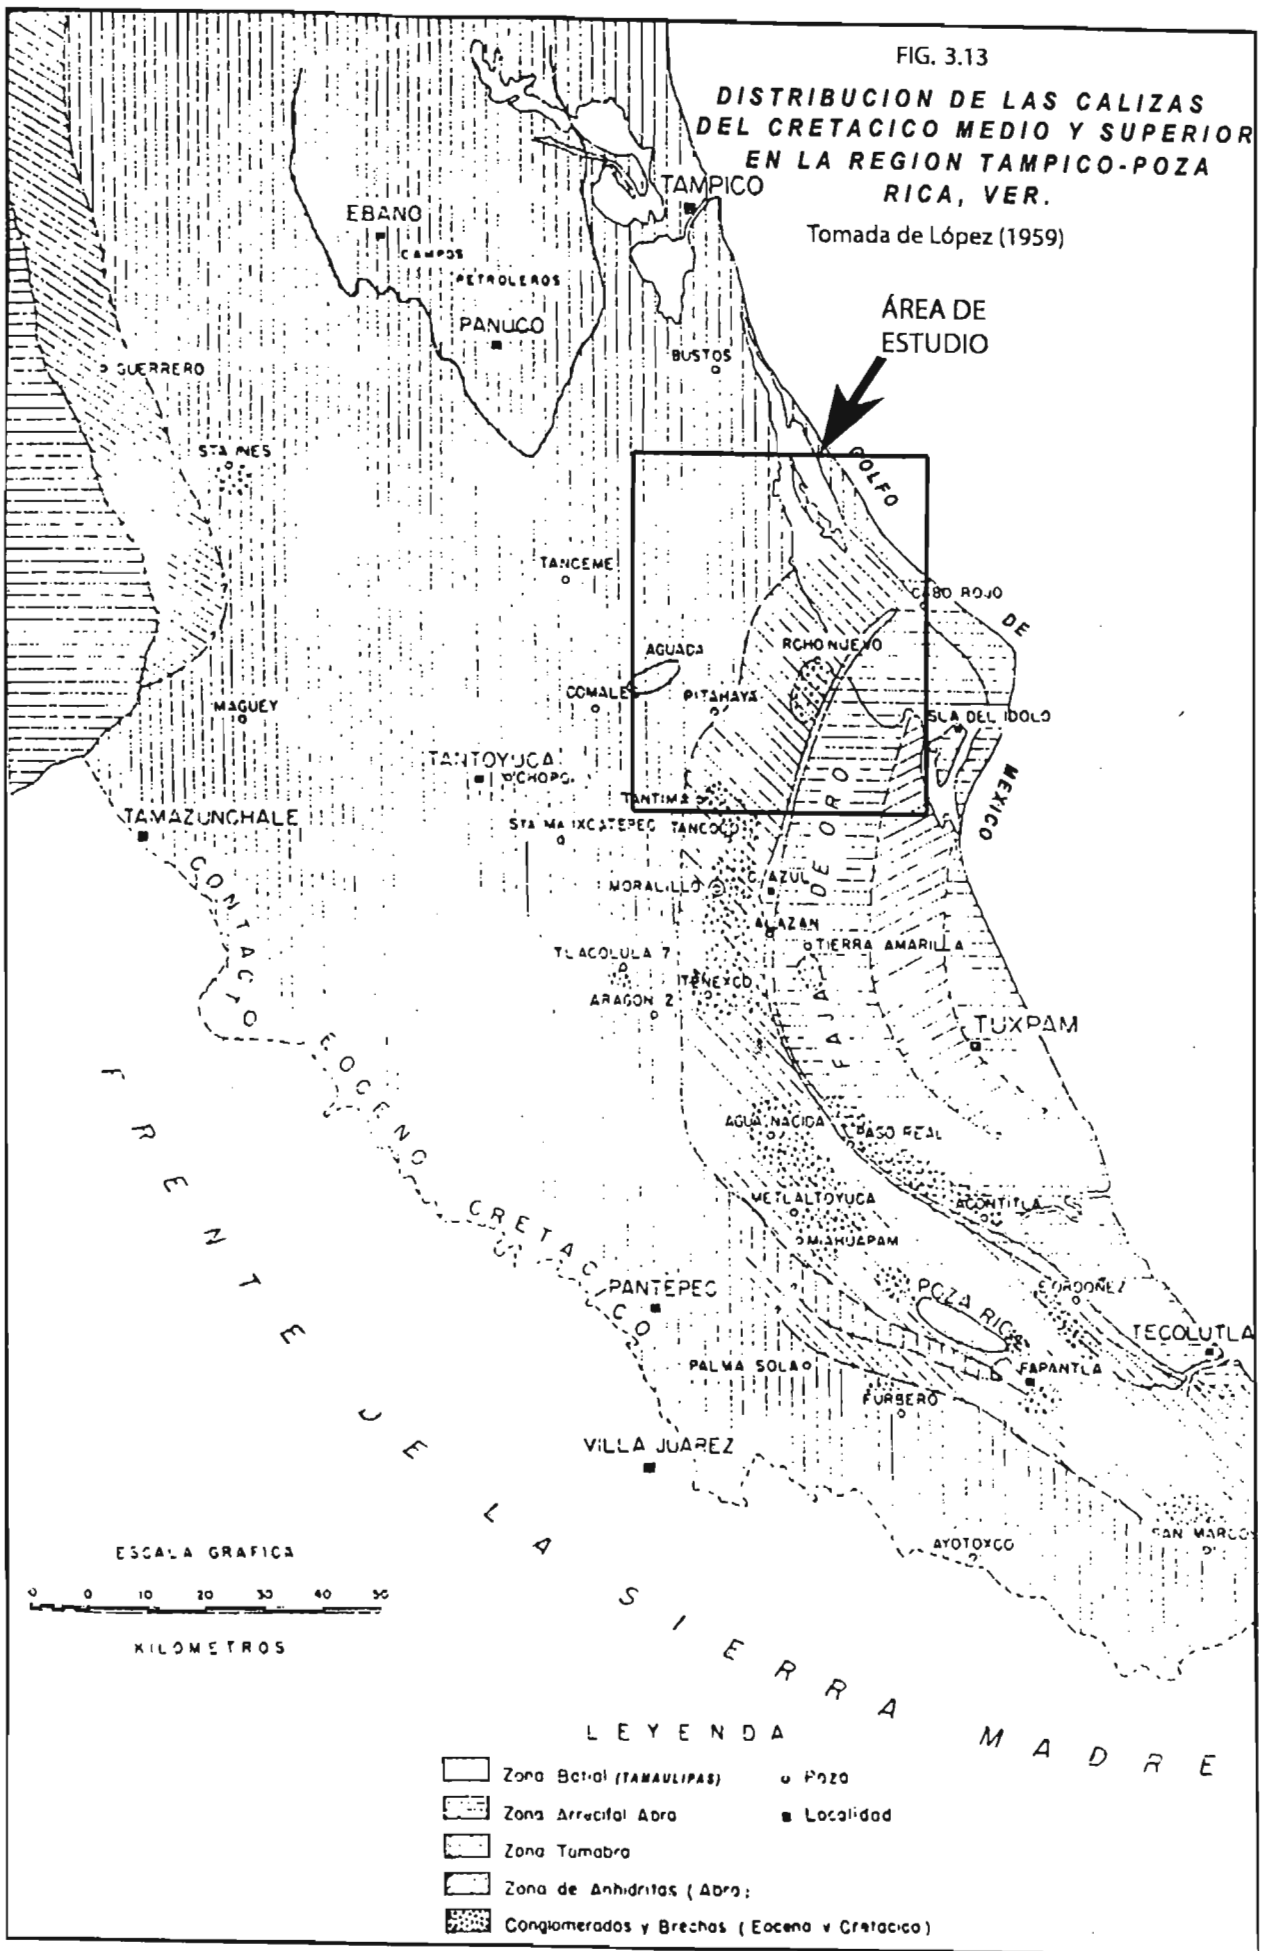 FIG. 3.13
DISTRIBUCION DE LAS CALIZAS
DEL CRETACICO MEDIO Y SUPERIOR
EN LA REGION TAMPICO-POZA
RICA, VER.
Tomada de López (1959)
ÁREA DE
ESTUDIO
TAMPICO
EBANO
CAMPOS
PETROLEROS
PANUCO
BUSTOS
GUERRERO
STA INES
GOLFO
DE
MEXICO
TANCEME
CABO ROJO
AGUADA
RCHO NUEVO
COMALES
PITAHAYA
MAGUEY
ISLA DEL IDOLO
TANTOYUCA
CHOPO
TANTIMA
TAMAZUNCHALE
STA MA IXCATEPEC
TANCOCO
MORALILLO
C. AZUL
ALAZAN
TIERRA AMARILLA
FAJA DE ORO
TLACOLULA 7
ITENEXCO
ARAGON 2
TUXPAM
CONTACTO EOCENO CRETACICO
AGUA NACIDA
PASO REAL
METLALTOYUCA
ACONTITLA
MIAHUAPAM
PANTEPEC
POZA RICA
E ORDOÑEZ
TECOLUTLA
PALMA SOLA
PAPANTLA
FURBERO
VILLA JUAREZ
SAN MARCOS
AYOTOXCO
FRENTE DE LA SIERRA MADRE
ESCALA GRAFICA
0 10 20 30 40 50
KILOMETROS
LEYENDA
Zona Batial (TAMAULIPAS)
Pozo
Zona Arrecifal Abra
Localidad
Zona Tamabra
Zona de Anhidritas (Abra)
Conglomerados y Brechas (Eoceno y Cretacico)